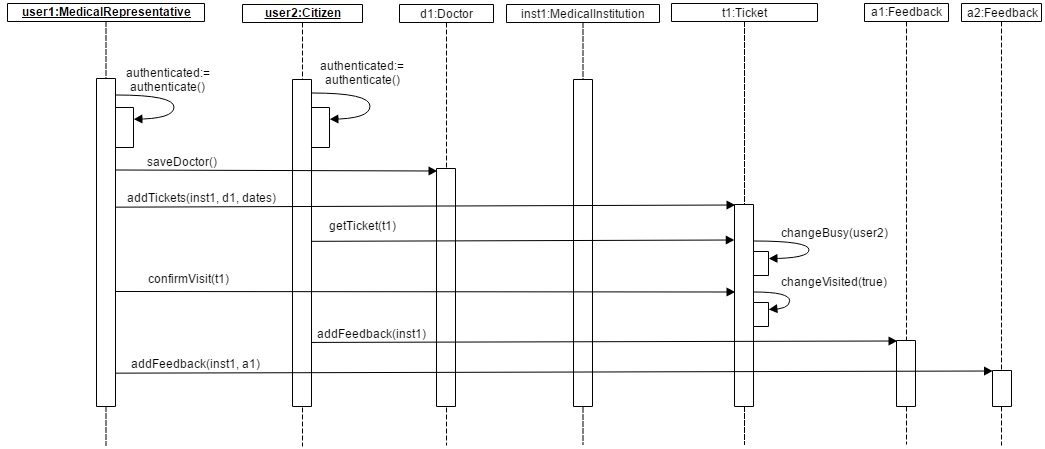 user1:MedicalRepresentative
user2:Citizen
d1:Doctor
inst1:MedicalInstitution
t1:Ticket
a1:Feedback
a2:Feedback
authenticated:=
authenticate()
authenticated:=
authenticate()
saveDoctor()
addTickets(inst1, d1, dates)
getTicket(t1)
changeBusy(user2)
confirmVisit(t1)
changeVisited(true)
addFeedback(inst1)
addFeedback(inst1, a1)